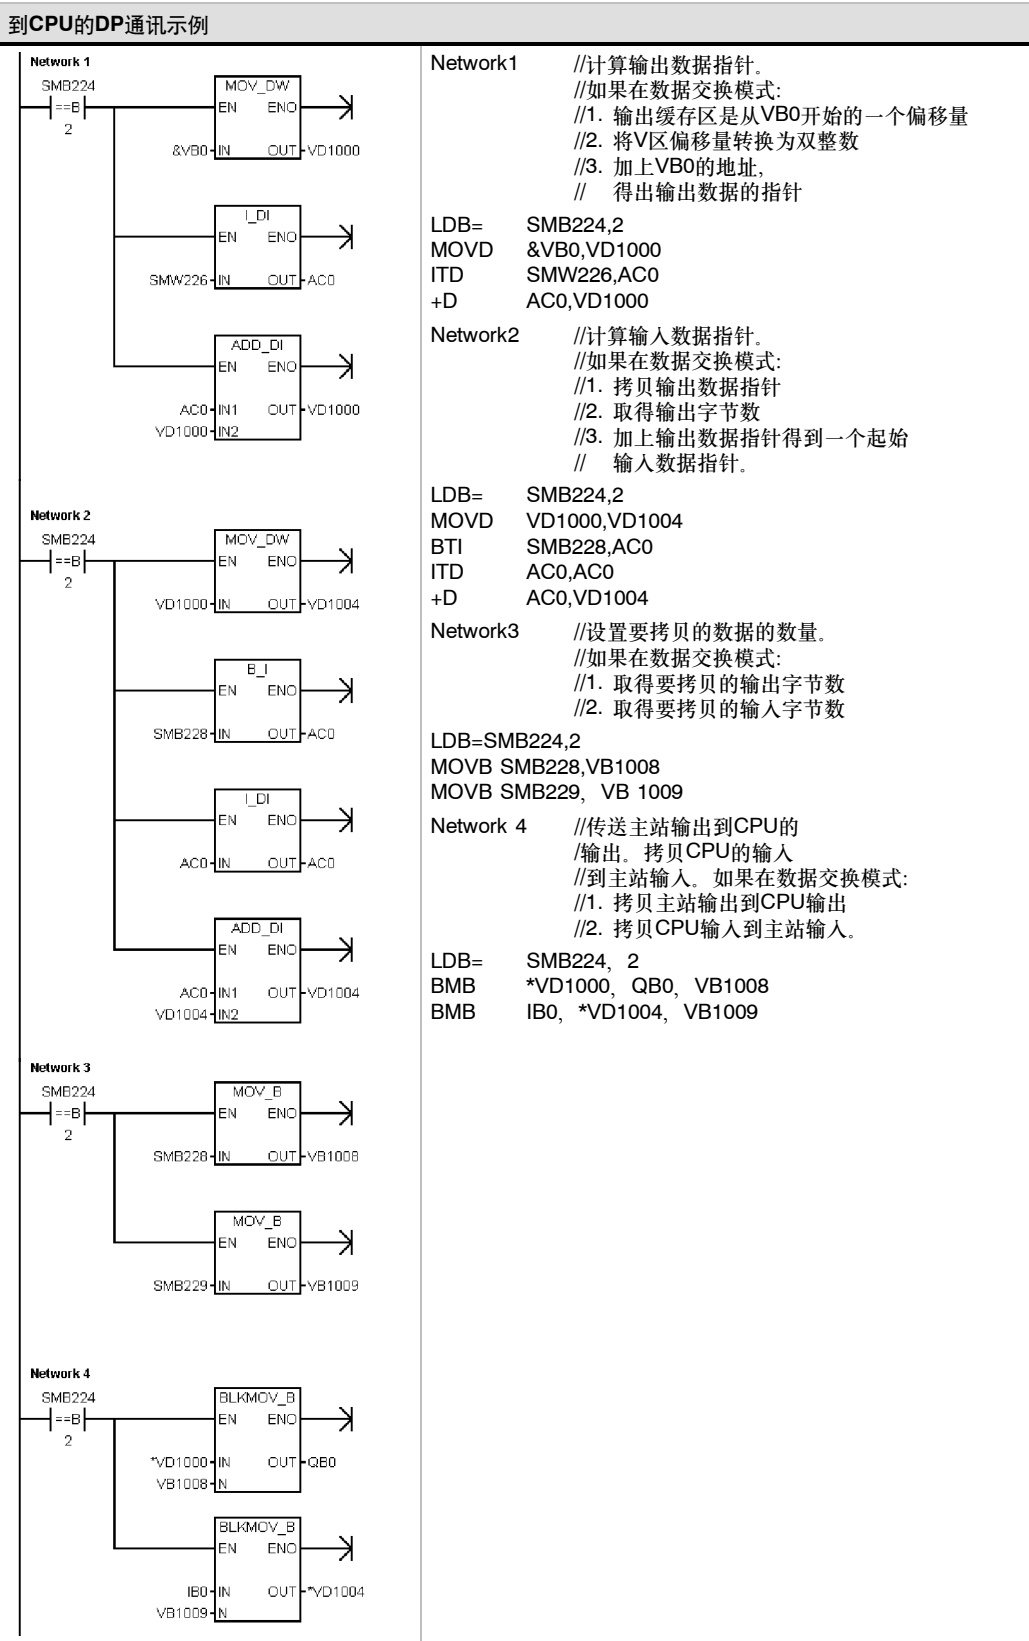 到CPU的DP通讯示例
Network 1
SMB224
==B
2
MOV_DW
EN ENO
&VB0 IN OUT VD1000
I_DI
EN ENO
SMW226 IN OUT AC0
ADD_DI
EN ENO
AC0 IN1 OUT VD1000
VD1000 IN2
Network 2
SMB224
==B
2
MOV_DW
EN ENO
VD1000 IN OUT VD1004
B_I
EN ENO
SMB228 IN OUT AC0
I_DI
EN ENO
AC0 IN OUT AC0
ADD_DI
EN ENO
AC0 IN1 OUT VD1004
VD1004 IN2
Network 3
SMB224
==B
2
MOV_B
EN ENO
SMB228 IN OUT VB1008
MOV_B
EN ENO
SMB229 IN OUT VB1009
Network 4
SMB224
==B
2
BLKMOV_B
EN ENO
*VD1000 IN OUT QB0
VB1008 N
BLKMOV_B
EN ENO
IB0 IN OUT *VD1004
VB1009 N
Network1 //计算输出数据指针。
//如果在数据交换模式:
//1. 输出缓存区是从VB0开始的一个偏移量
//2. 将V区偏移量转换为双整数
//3. 加上VB0的地址,
// 得出输出数据的指针
LDB= SMB224,2
MOVD &VB0,VD1000
ITD SMW226,AC0
+D AC0,VD1000
Network2 //计算输入数据指针。
//如果在数据交换模式:
//1. 拷贝输出数据指针
//2. 取得输出字节数
//3. 加上输出数据指针得到一个起始
// 输入数据指针。
LDB= SMB224,2
MOVD VD1000,VD1004
BTI SMB228,AC0
ITD AC0,AC0
+D AC0,VD1004
Network3 //设置要拷贝的数据的数量。
//如果在数据交换模式:
//1. 取得要拷贝的输出字节数
//2. 取得要拷贝的输入字节数
LDB=SMB224,2
MOVB SMB228,VB1008
MOVB SMB229, VB 1009
Network 4 //传送主站输出到CPU的
/输出。拷贝CPU的输入
//到主站输入。如果在数据交换模式:
//1. 拷贝主站输出到CPU输出
//2. 拷贝CPU输入到主站输入。
LDB= SMB224, 2
BMB *VD1000, QB0, VB1008
BMB IB0, *VD1004, VB1009